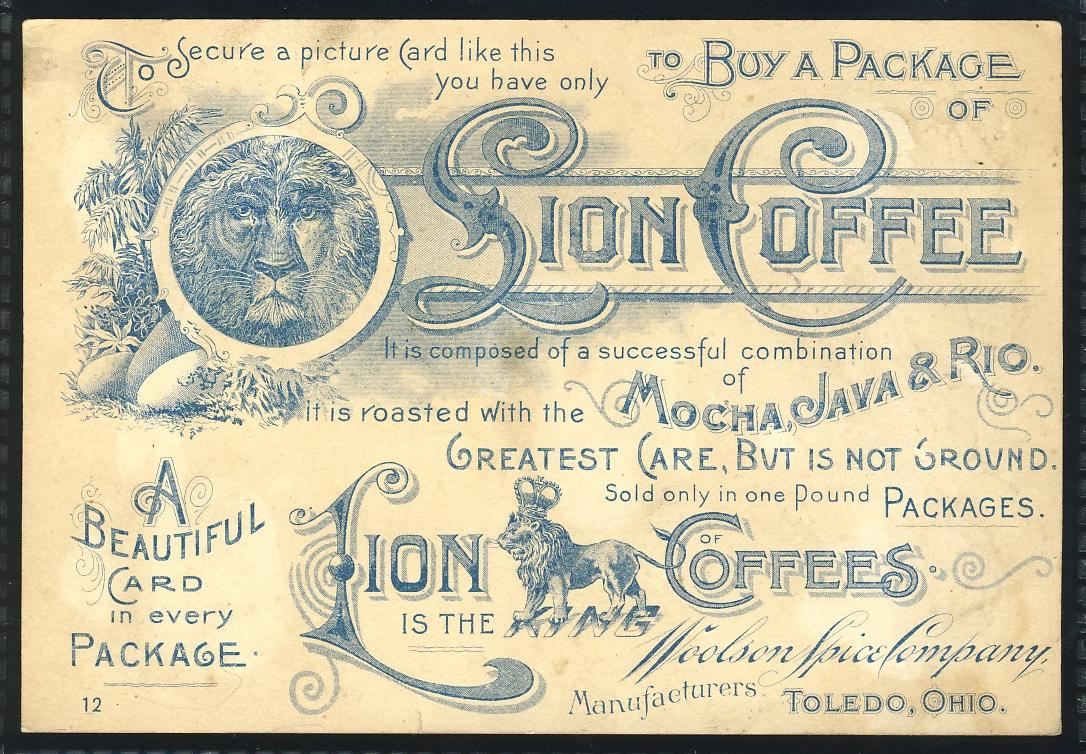 To Secure a picture Card like this
you have only
TO BUY A PACKAGE
OF
LION COFFEE
It is composed of a successful combination
of
MOCHA, JAVA & RIO.
It is roasted with the
GREATEST CARE, BUT IS NOT GROUND.
Sold only in one Pound PACKAGES.
A
BEAUTIFUL
CARD
in every
PACKAGE.
LION
IS THE KING
OF
COFFEES.
Woolson Spice Company,
Manufacturers
TOLEDO, OHIO.
12